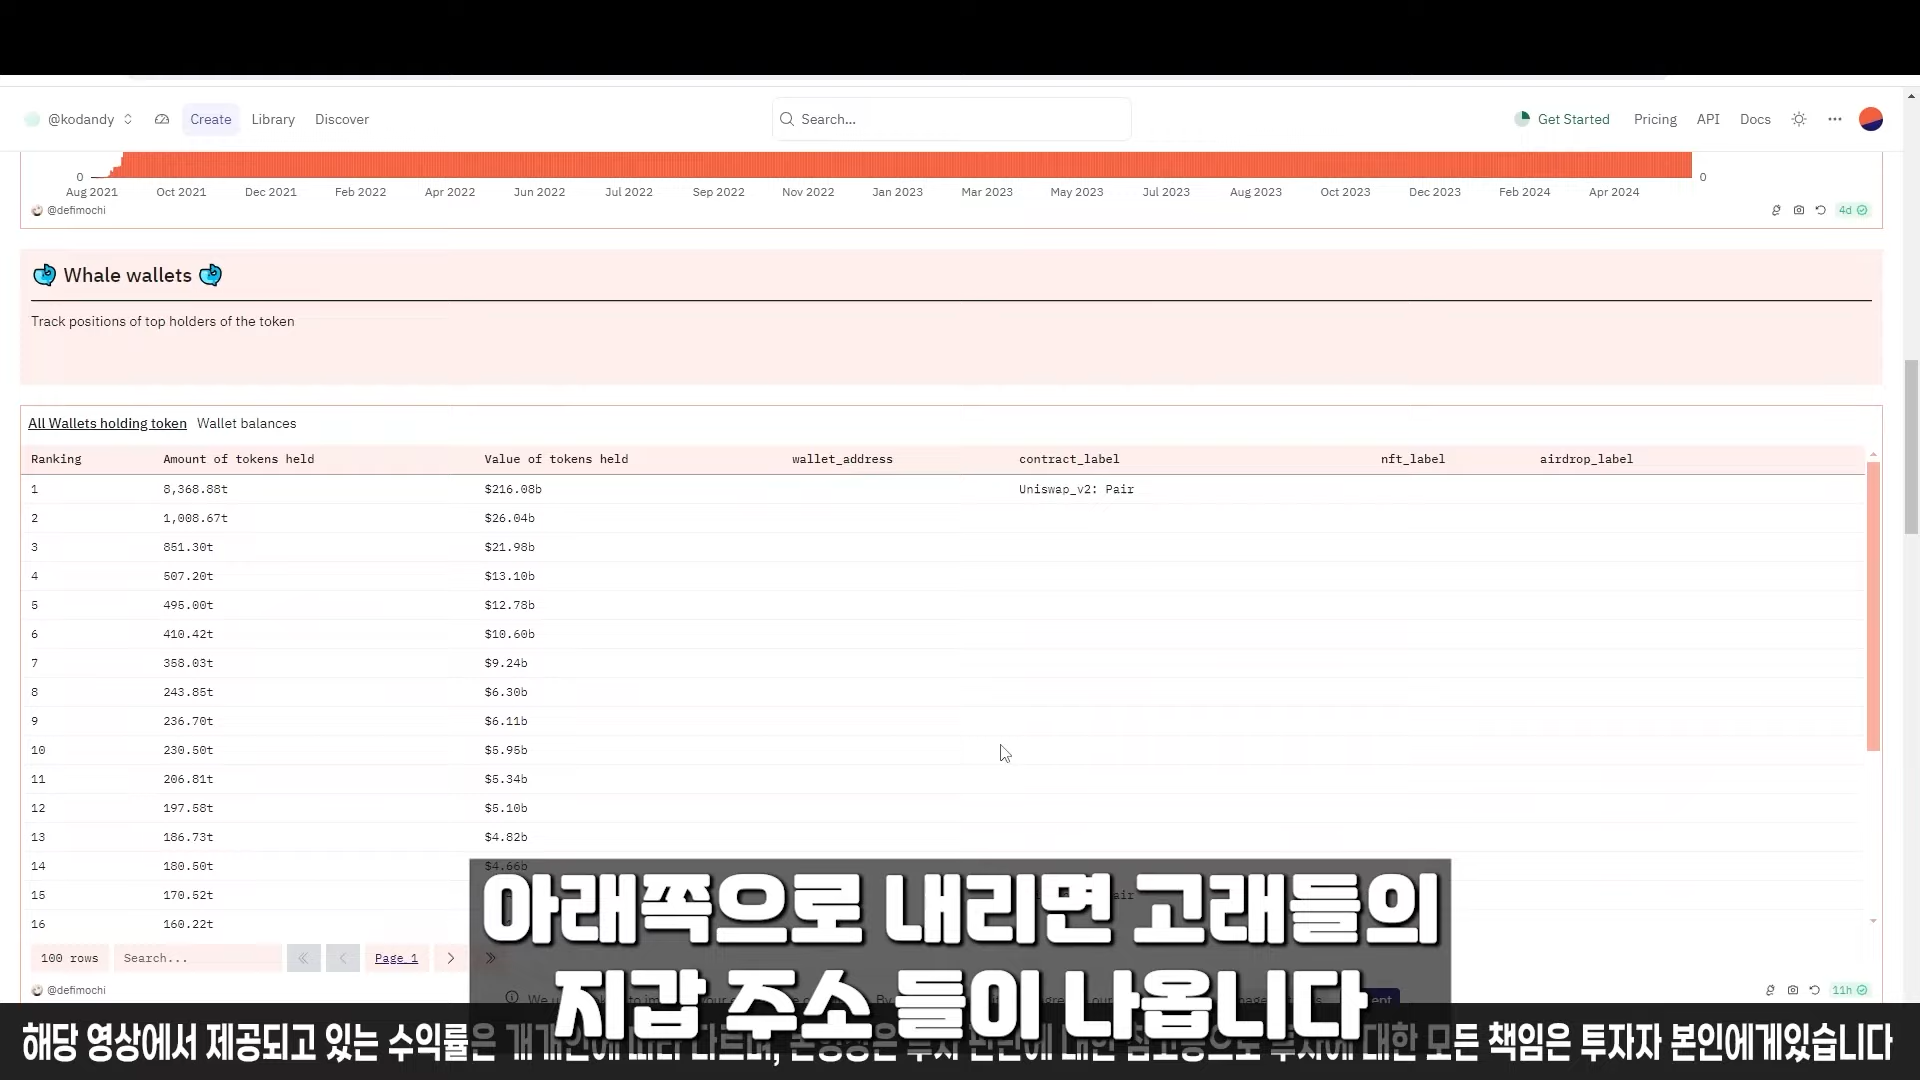 @kodandy Create Library Discover Search... Get Started Pricing API Docs
0 0
Aug 2021 Oct 2021 Dec 2021 Feb 2022 Apr 2022 Jun 2022 Jul 2022 Sep 2022 Nov 2022 Jan 2023 Mar 2023 May 2023 Jul 2023 Aug 2023 Oct 2023 Dec 2023 Feb 2024 Apr 2024
@defimochi 4d
Whale wallets
Track positions of top holders of the token
All Wallets holding token Wallet balances
Ranking Amount of tokens held Value of tokens held wallet_address contract_label nft_label airdrop_label
1 8,368.88t $216.08b Uniswap_v2: Pair
2 1,008.67t $26.04b
3 851.30t $21.98b
4 507.20t $13.10b
5 495.00t $12.78b
6 410.42t $10.60b
7 358.03t $9.24b
8 243.85t $6.30b
9 236.70t $6.11b
10 230.50t $5.95b
11 206.81t $5.34b
12 197.58t $5.10b
13 186.73t $4.82b
14 180.50t $4.66b
15 170.52t
16 160.22t
아래쪽으로 내리면 고래들의
지갑 주소 들이 나옵니다
100 rows Search... Page 1
@defimochi 11h
해당 영상에서 제공되고 있는 수익률은 모든 책임은 투자자 본인에게있습니다